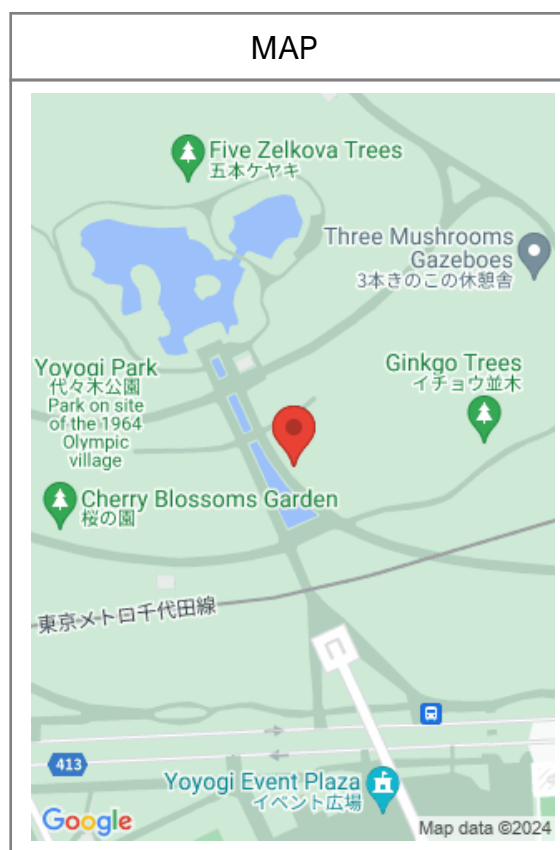 MAP
Five Zelkova Trees
五本ケヤキ
Three Mushrooms
Gazeboes
3本きのこの休憩舎
Yoyogi Park
代々木公園
Park on site
of the 1964
Olympic
village
Ginkgo Trees
イチョウ並木
Cherry Blossoms Garden
桜の園
東京メトロ千代田線
413
Yoyogi Event Plaza
イベント広場
Google
Map data ©2024